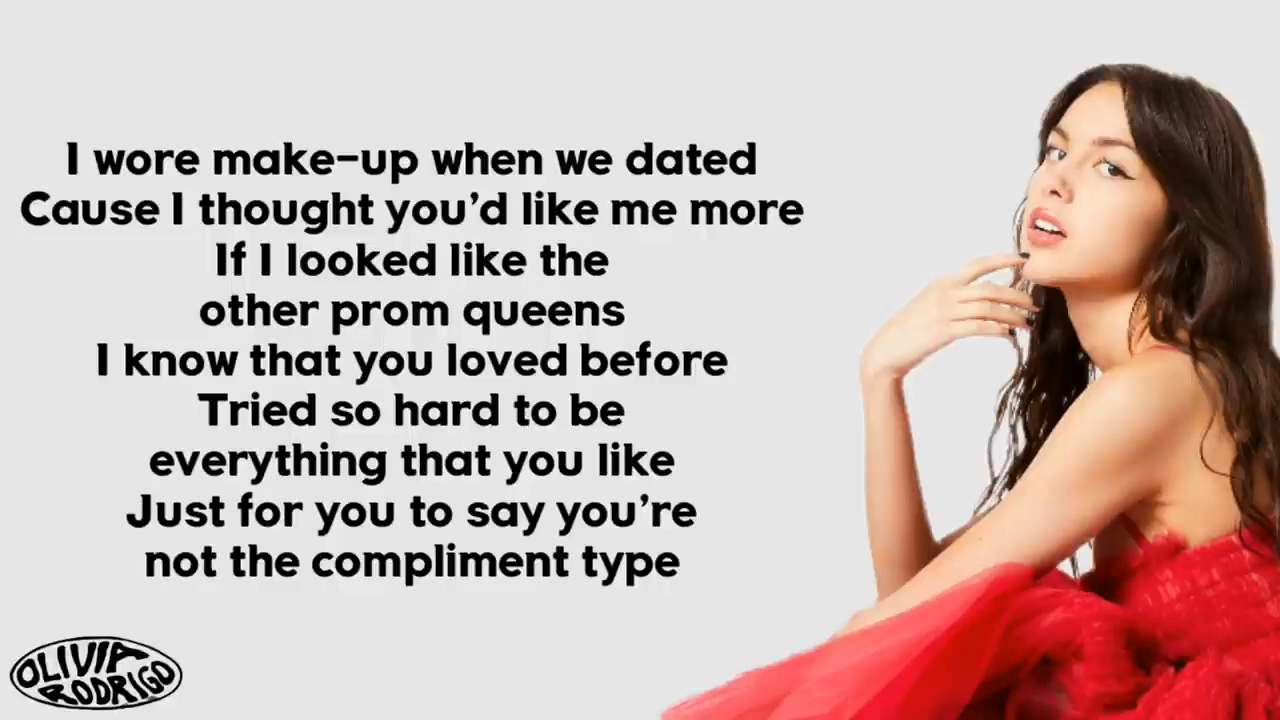 I wore make-up when we dated
Cause I thought you'd like me more
If I looked like the
other prom queens
I know that you loved before
Tried so hard to be
everything that you like
Just for you to say you're
not the compliment type
OLIVIA
RODRIGO